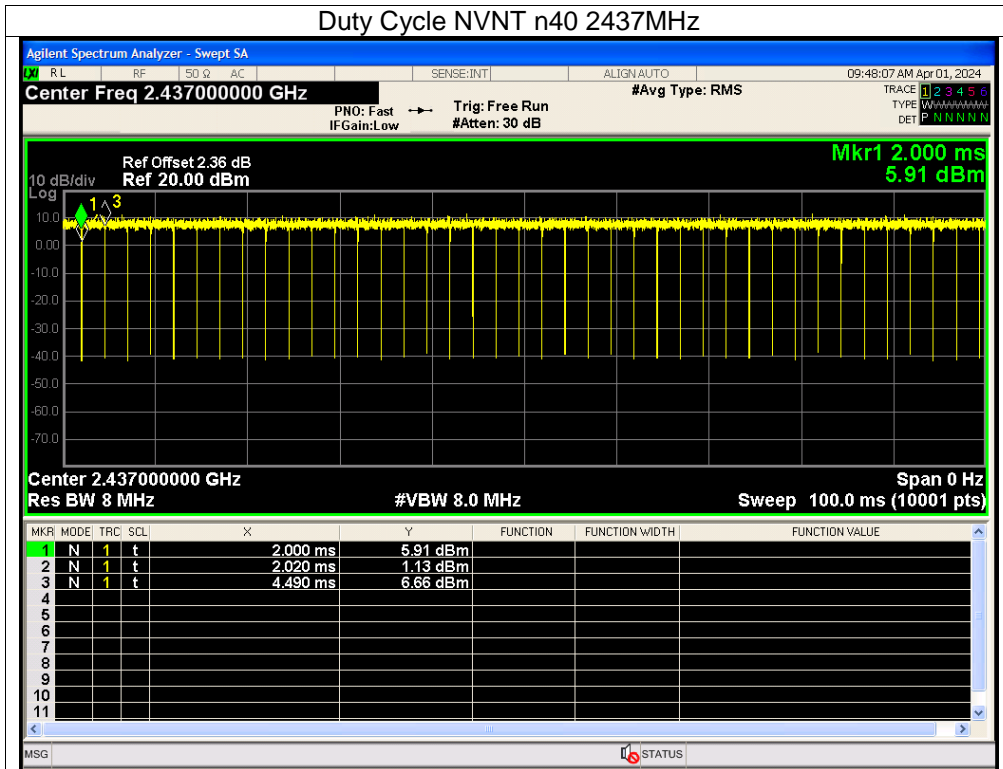 Duty Cycle NVNT n40 2437MHz
Agilent Spectrum Analyzer - Swept SA
LXI RL RF 50 Ω AC SENSE:INT ALIGN AUTO 09:48:07 AM Apr 01, 2024
Center Freq 2.437000000 GHz #Avg Type: RMS TRACE 1 2 3 4 5 6
PNO: Fast Trig: Free Run TYPE WWWWWW
IFGain:Low #Atten: 30 dB DET P N N N N N
Mkr1 2.000 ms
Ref Offset 2.36 dB
10 dB/div Ref 20.00 dBm 5.91 dBm
Log
1 3
10.0
0.00
-10.0
-20.0
-30.0
-40.0
-50.0
-60.0
-70.0
Center 2.437000000 GHz Span 0 Hz
Res BW 8 MHz #VBW 8.0 MHz Sweep 100.0 ms (10001 pts)
MKR MODE TRC SCL X Y FUNCTION FUNCTION WIDTH FUNCTION VALUE
1 N 1 t 2.000 ms 5.91 dBm
2 N 1 t 2.020 ms 1.13 dBm
3 N 1 t 4.490 ms 6.66 dBm
4
5
6
7
8
9
10
11
MSG STATUS